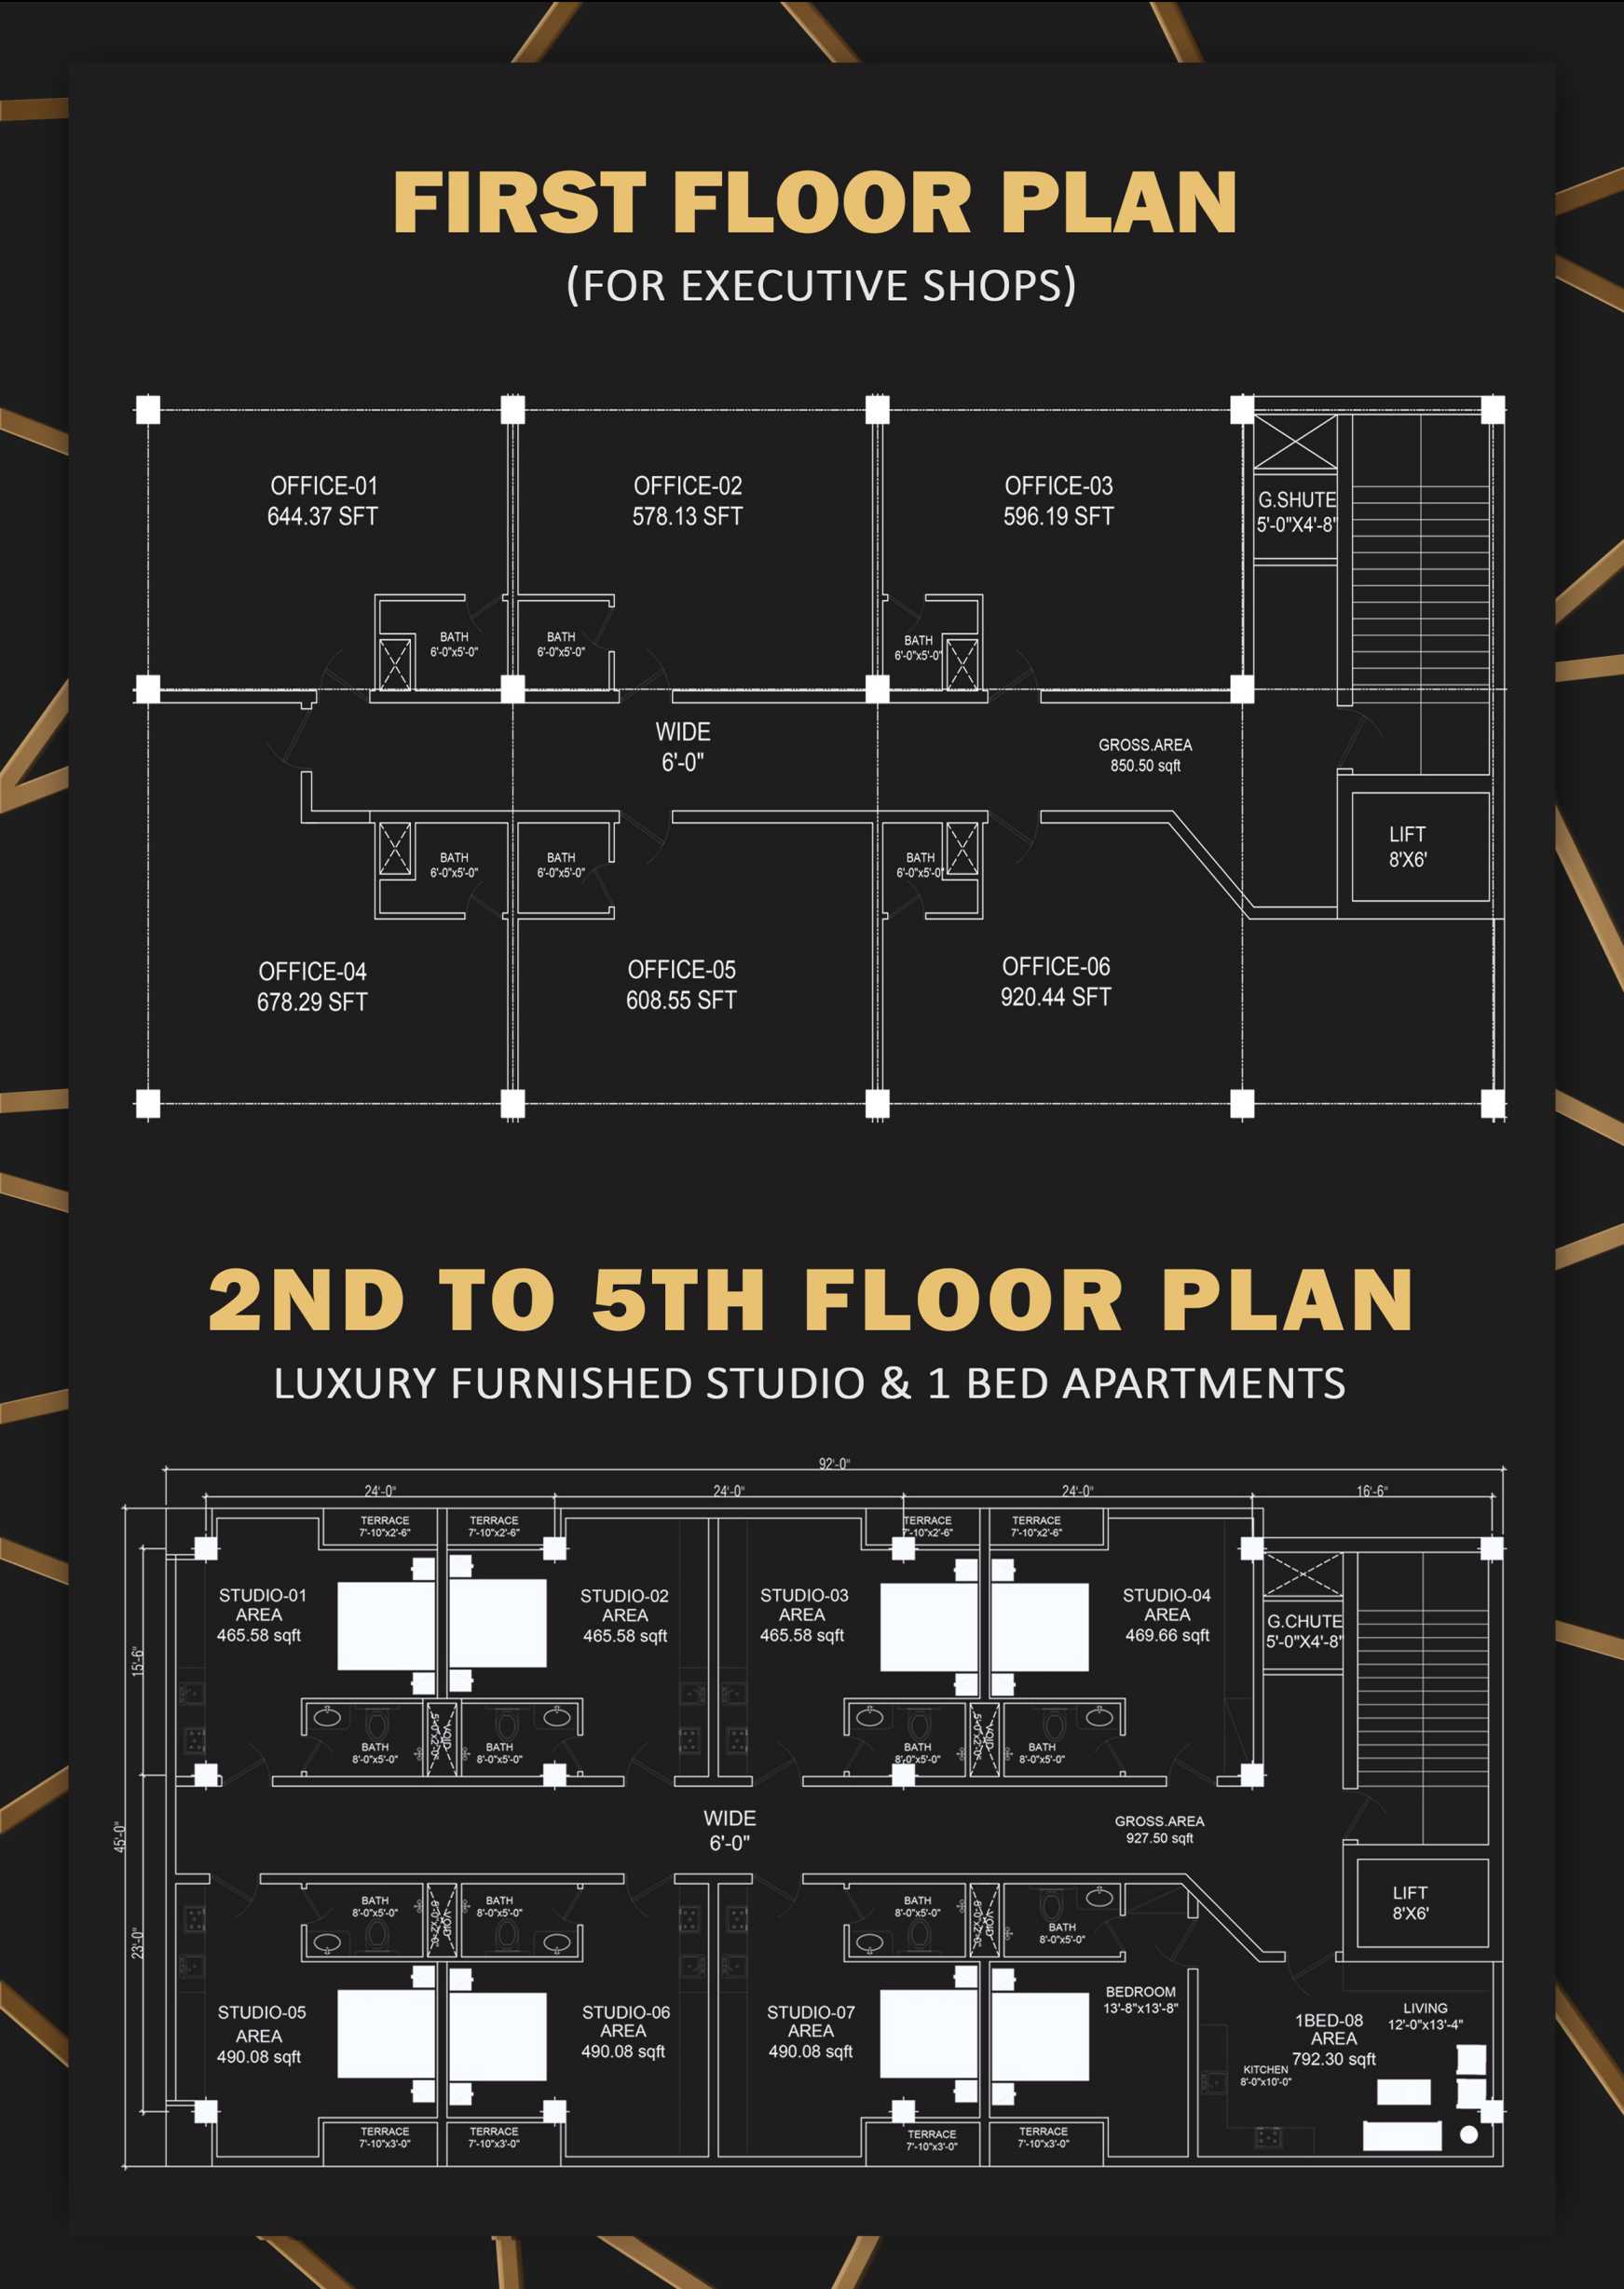 FIRST FLOOR PLAN
(FOR EXECUTIVE SHOPS)
OFFICE-01
644.37 SFT
OFFICE-02
578.13 SFT
OFFICE-03
596.19 SFT
G.SHUTE
5'-0"X4'-8"
BATH
6'-0"x5'-0"
BATH
6'-0"x5'-0"
BATH
6'-0"x5'-0"
WIDE
6'-0"
GROSS.AREA
850.50 sqft
LIFT
8'X6'
BATH
6'-0"x5'-0"
BATH
6'-0"x5'-0"
BATH
6'-0"x5'-0"
OFFICE-04
678.29 SFT
OFFICE-05
608.55 SFT
OFFICE-06
920.44 SFT
2ND TO 5TH FLOOR PLAN
LUXURY FURNISHED STUDIO & 1 BED APARTMENTS
92'-0"
24'-0"
24'-0"
24'-0"
16'-6"
TERRACE
7'-10"x2'-6"
TERRACE
7'-10"x2'-6"
TERRACE
7'-10"x2'-6"
TERRACE
7'-10"x2'-6"
STUDIO-01
AREA
465.58 sqft
STUDIO-02
AREA
465.58 sqft
STUDIO-03
AREA
465.58 sqft
STUDIO-04
AREA
469.66 sqft
G.CHUTE
5'-0"X4'-8"
15'-6"
BATH
8'-0"x5'-0"
VOID
5'-0"x2'-0"
BATH
8'-0"x5'-0"
BATH
8'-0"x5'-0"
VOID
5'-0"x2'-0"
BATH
8'-0"x5'-0"
45'-0"
WIDE
6'-0"
GROSS.AREA
927.50 sqft
LIFT
8'X6'
BATH
8'-0"x5'-0"
VOID
BATH
8'-0"x5'-0"
BATH
8'-0"x5'-0"
VOID
BATH
8'-0"x5'-0"
23'-0"
STUDIO-05
AREA
490.08 sqft
STUDIO-06
AREA
490.08 sqft
STUDIO-07
AREA
490.08 sqft
BEDROOM
13'-8"x13'-8"
1BED-08
AREA
792.30 sqft
LIVING
12'-0"x13'-4"
KITCHEN
8'-0"x10'-0"
TERRACE
7'-10"x3'-0"
TERRACE
7'-10"x3'-0"
TERRACE
7'-10"x3'-0"
TERRACE
7'-10"x3'-0"